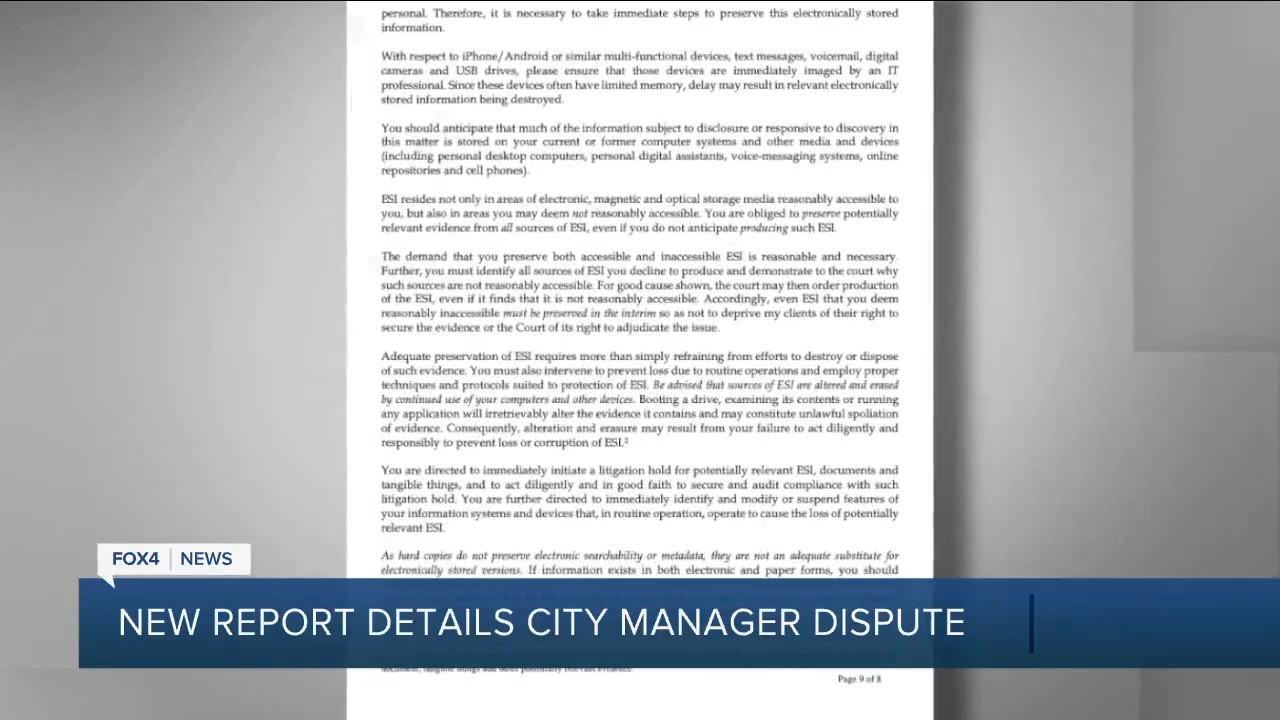 personal. Therefore, it is necessary to take immediate steps to preserve this electronically stored
information.
With respect to iPhone/Android or similar multi-functional devices, text messages, voicemail, digital
cameras and USB drives, please ensure that those devices are immediately imaged by an IT
professional. Since these devices often have limited memory, delay may result in relevant electronically
stored information being destroyed.
You should anticipate that much of the information subject to disclosure or responsive to discovery in
this matter is stored on your current or former computer systems and other media and devices
(including personal desktop computers, personal digital assistants, voice-messaging systems, online
repositories and cell phones).
ESI resides not only in areas of electronic, magnetic and optical storage media reasonably accessible to
you, but also in areas you may deem not reasonably accessible. You are obliged to preserve potentially
relevant evidence from all sources of ESI, even if you do not anticipate producing such ESI.
The demand that you preserve both accessible and inaccessible ESI is reasonable and necessary.
Further, you must identify all sources of ESI you decline to produce and demonstrate to the court why
such sources are not reasonably accessible. For good cause shown, the court may then order production
of the ESI, even if it finds that it is not reasonably accessible. Accordingly, even ESI that you deem
reasonably inaccessible must be preserved in the interim so as not to deprive my clients of their right to
secure the evidence or the Court of its right to adjudicate the issue.
Adequate preservation of ESI requires more than simply refraining from efforts to destroy or dispose
of such evidence. You must also intervene to prevent loss due to routine operations and employ proper
techniques and protocols suited to protection of ESI. Be advised that sources of ESI are altered and erased
by continued use of your computers and other devices. Booting a drive, examining its contents or running
any application will irretrievably alter the evidence it contains and may constitute unlawful spoliation
of evidence. Consequently, alteration and erasure may result from your failure to act diligently and
responsibly to prevent loss or corruption of ESI.²
You are directed to immediately initiate a litigation hold for potentially relevant ESI, documents and
tangible things, and to act diligently and in good faith to secure and audit compliance with such
litigation hold. You are further directed to immediately identify and modify or suspend features of
your information systems and devices that, in routine operation, operate to cause the loss of potentially
relevant ESI.
As hard copies do not preserve electronic searchability or metadata, they are not an adequate substitute for
electronically stored versions. If information exists in both electronic and paper forms, you should
FOX4 | NEWS
NEW REPORT DETAILS CITY MANAGER DISPUTE
Page 9 of 8